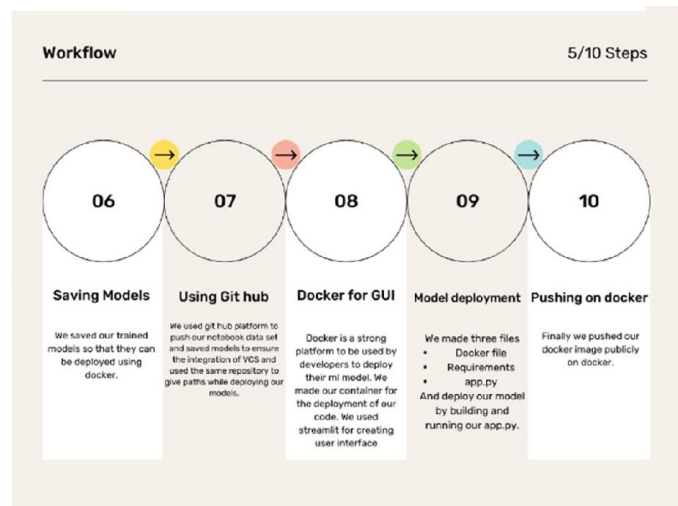 Workflow
5/10 Steps
06
07
08
09
10
Saving Models
We saved our trained
models so that they can
be deployed using
docker.
Using Git hub
We used git hub platform to
push our notebook data set
and saved models to ensure
the integration of VCS and
used the same repository to
give paths while deploying our
models.
Docker for GUI
Docker is a strong
platform to be used by
developers to deploy
their ml model. We
made our container for
the deployment of our
code. We used
streamlit for creating
user interface
Model deployment
We made three files
• Docker file
• Requirements
• app.py
And deploy our model
by building and
running our app.py.
Pushing on docker
Finally we pushed our
docker image publicly
on docker.